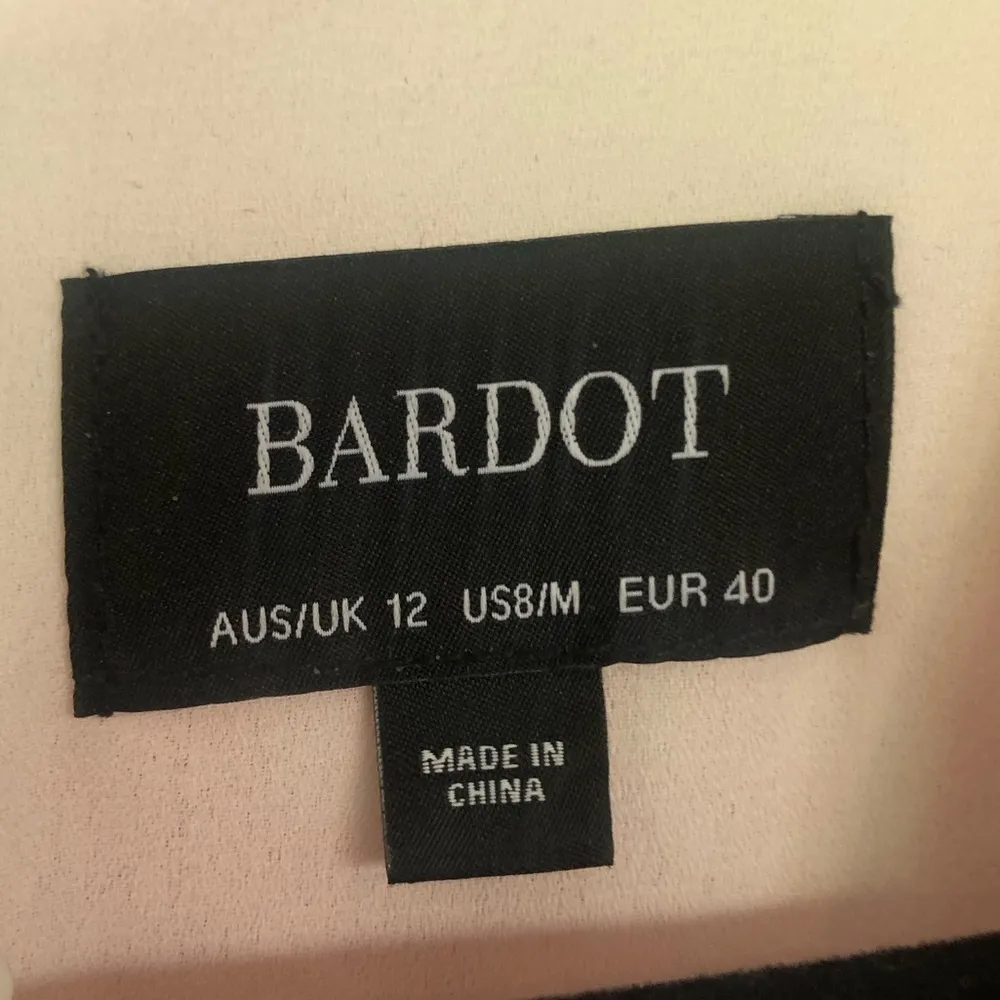 BARDOT
AUS/UK 12 US8/M EUR 40
MADE IN
CHINA